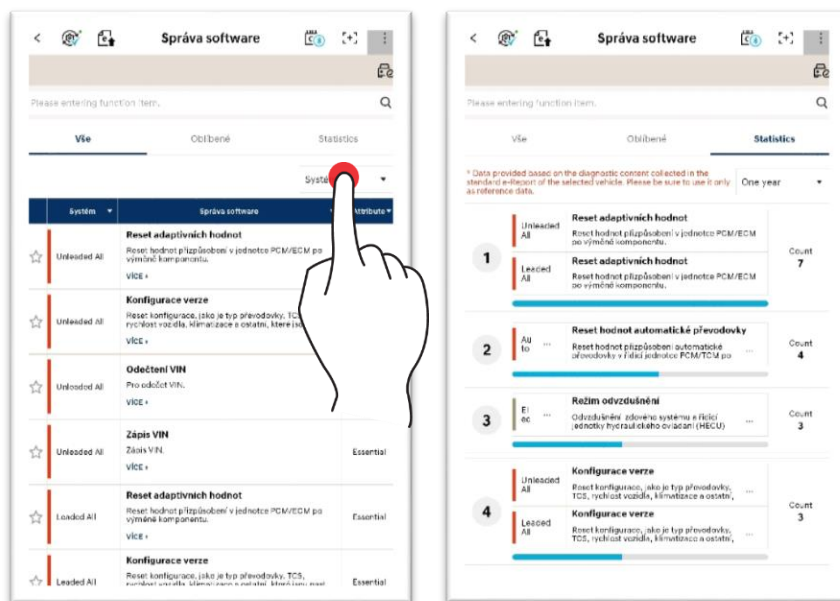 Správa software
Please entering function item.
Vše Oblíbené Statistics
Systé
Systém Správa software Attribute
Reset adaptivních hodnot
Unleaded All
Reset hodnot přizpůsobení v jednotce PCM/ECM po
výměně komponentu.
VÍCE
Konfigurace verze
Unleaded All
Reset konfigurace, jako je typ převodovky, TCS,
rychlost vozidla, klimatizace a ostatní, které
VÍCE
Odečtení VIN
Unleaded All
Pro odečet VIN.
VÍCE
Zápis VIN
Unleaded All
Zápis VIN.
Essential
VÍCE
Reset adaptivních hodnot
Leaded All
Reset hodnot přizpůsobení v jednotce PCM/ECM po
výměně komponentu.
Essential
VÍCE
Konfigurace verze
Leaded All
Reset konfigurace, jako je typ převodovky, TCS,
rychlost vozidla, klimatizace a ostatní, které jsou
Essential
Správa software
Please entering function item.
Vše Oblíbené Statistics
* Data provided based on the diagnostic content collected in the
standard e-Report of the selected vehicle. Please be sure to use it only
as reference data.
One year
1
Unleaded
All
Reset adaptivních hodnot
Reset hodnot přizpůsobení v jednotce PCM/ECM
po výměně komponentu.
Leaded
All
Reset adaptivních hodnot
Reset hodnot přizpůsobení v jednotce PCM/ECM
po výměně komponentu.
Count
7
2
Au
to ...
Reset hodnot automatické převodovky
Reset hodnot přizpůsobení automatické
převodovky v řídicí jednotce PCM/TCM po ...
Count
4
3
El
ec ...
Režim odvzdušnění
Odvzdušnění zdového systému a řídicí
jednotky hydraulického ovládání (HECU) ...
Count
3
4
Unleaded
All
Konfigurace verze
Reset konfigurace, jako je typ převodovky,
TCS, rychlost vozidla, klimatizace a ostatní, ...
Leaded
All
Konfigurace verze
Reset konfigurace, jako je typ převodovky,
TCS, rychlost vozidla, klimatizace a ostatní, ...
Count
3